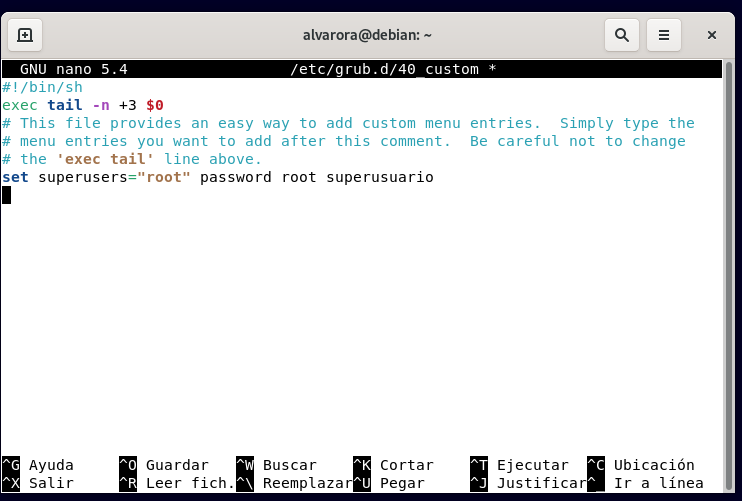 alvarora@debian: ~
GNU nano 5.4 /etc/grub.d/40_custom *
#!/bin/sh
exec tail -n +3 $0
# This file provides an easy way to add custom menu entries.  Simply type the
# menu entries you want to add after this comment.  Be careful not to change
# the 'exec tail' line above.
set superusers="root" password root superusuario
^G Ayuda ^O Guardar ^W Buscar ^K Cortar ^T Ejecutar ^C Ubicación
^X Salir ^R Leer fich. ^\ Reemplazar ^U Pegar ^J Justificar ^_ Ir a línea